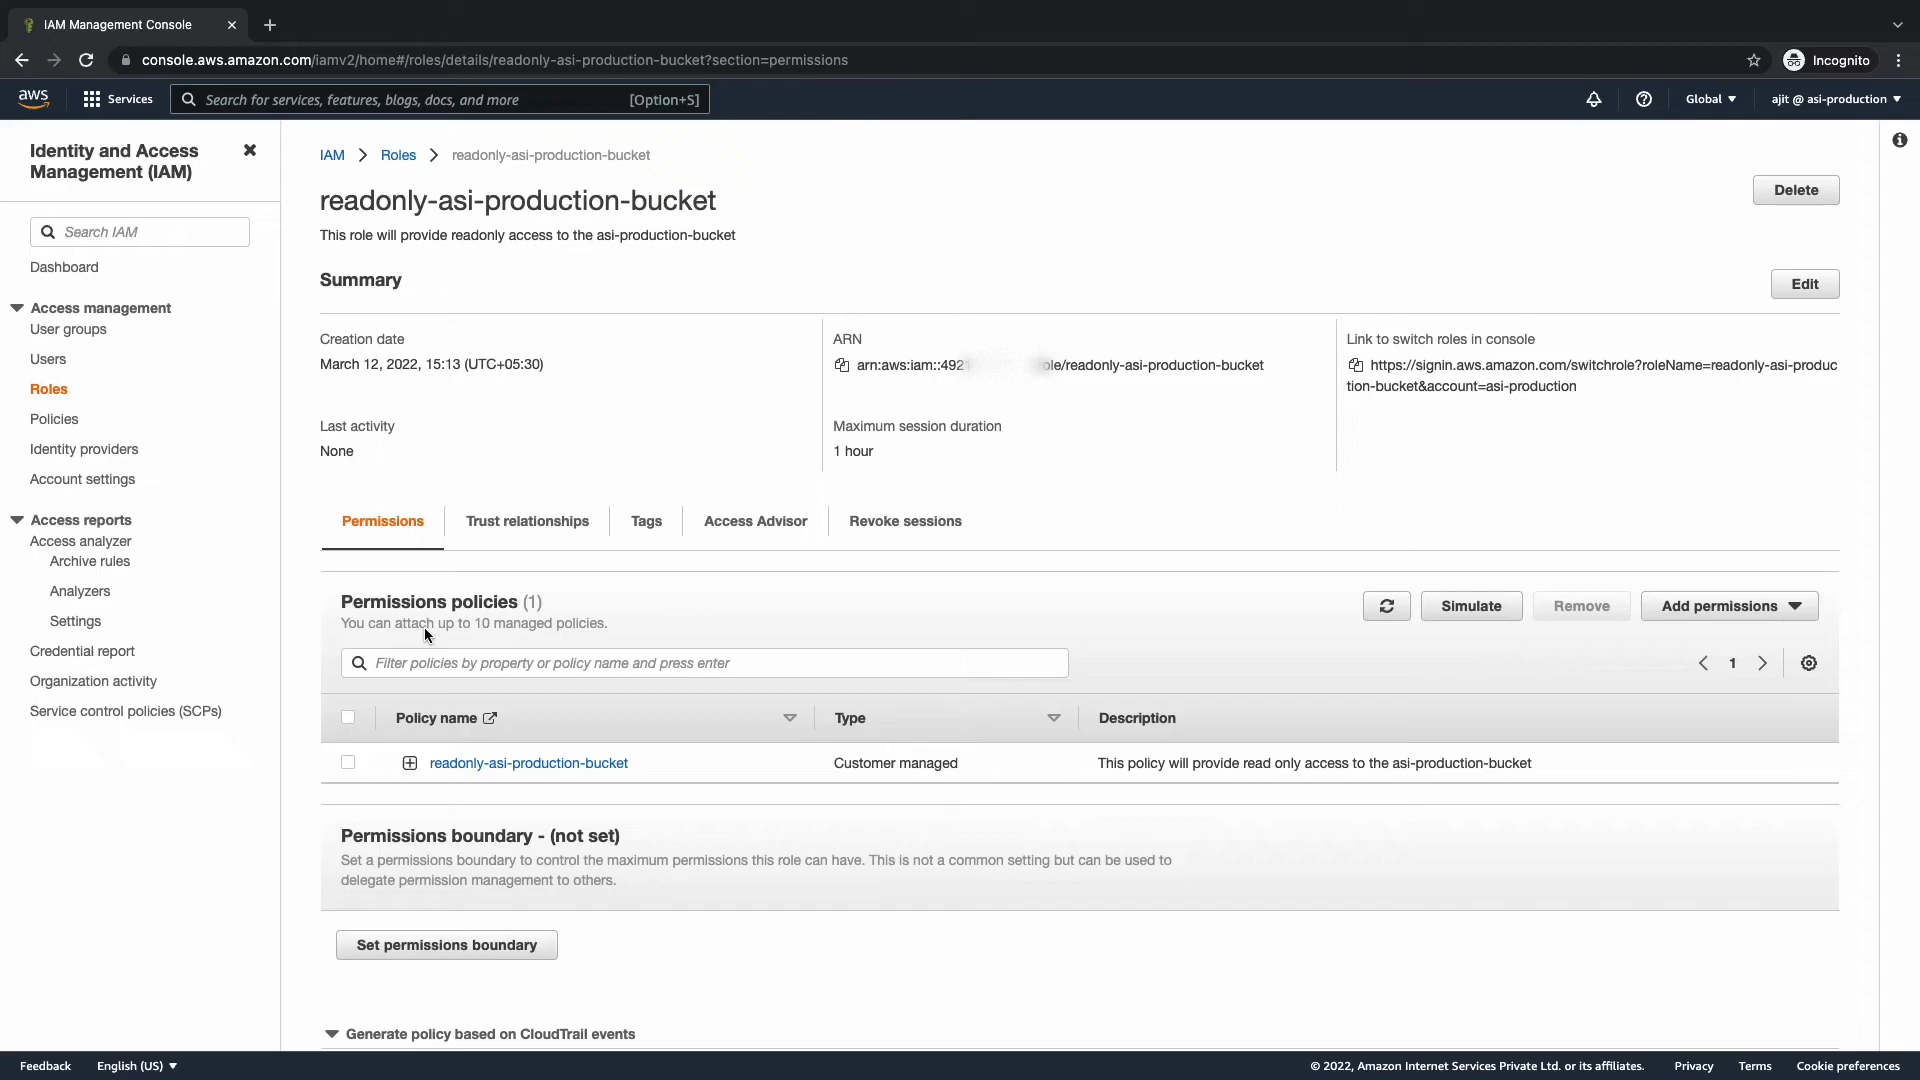 IAM Management Console
console.aws.amazon.com/iamv2/home#/roles/details/readonly-asi-production-bucket?section=permissions
Incognito
aws
Services
Search for services, features, blogs, docs, and more
[Option+S]
Global
ajit @ asi-production
Identity and Access
Management (IAM)
Search IAM
Dashboard
Access management
User groups
Users
Roles
Policies
Identity providers
Account settings
Access reports
Access analyzer
Archive rules
Analyzers
Settings
Credential report
Organization activity
Service control policies (SCPs)
IAM
Roles
readonly-asi-production-bucket
readonly-asi-production-bucket
Delete
This role will provide readonly access to the asi-production-bucket
Summary
Edit
Creation date
March 12, 2022, 15:13 (UTC+05:30)
Last activity
None
ARN
arn:aws:iam::492 ole/readonly-asi-production-bucket
Maximum session duration
1 hour
Link to switch roles in console
https://signin.aws.amazon.com/switchrole?roleName=readonly-asi-produc
tion-bucket&account=asi-production
Permissions
Trust relationships
Tags
Access Advisor
Revoke sessions
Permissions policies (1)
You can attach up to 10 managed policies.
Simulate
Remove
Add permissions
Filter policies by property or policy name and press enter
1
Policy name
Type
Description
readonly-asi-production-bucket
Customer managed
This policy will provide read only access to the asi-production-bucket
Permissions boundary - (not set)
Set a permissions boundary to control the maximum permissions this role can have. This is not a common setting but can be used to
delegate permission management to others.
Set permissions boundary
Generate policy based on CloudTrail events
Feedback
English (US)
© 2022, Amazon Internet Services Private Ltd. or its affiliates.
Privacy
Terms
Cookie preferences